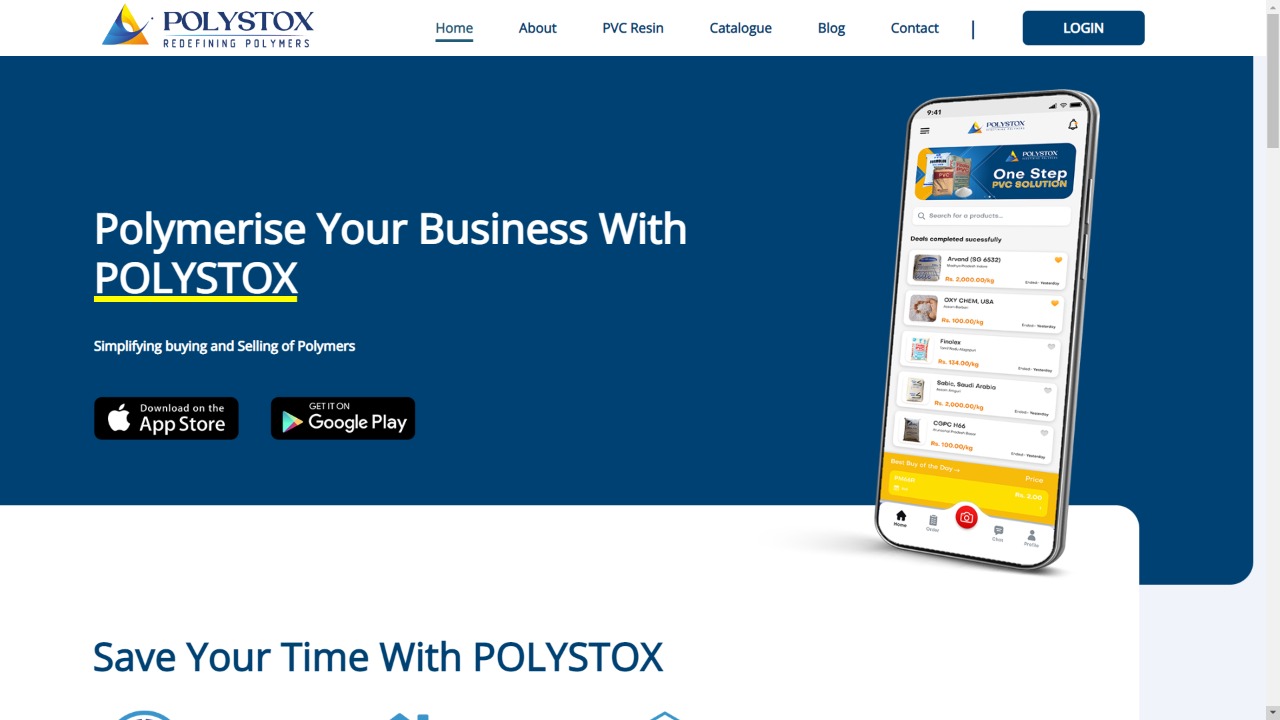 POLYSTOX
REDEFINING POLYMERS
Home
About
PVC Resin
Catalogue
Blog
Contact
LOGIN
Polymerise Your Business With
POLYSTOX
Simplifying buying and Selling of Polymers
Download on the
App Store
GET IT ON
Google Play
9:41
POLYSTOX
POLYSTOX
One Step
PVC SOLUTION
PVC
Search for a products...
Deals completed sucessfully
Arvand (SG 6532)
Rs. 2,000.00/kg
Ended - Yesterday
OXY CHEM, USA
Rs. 100.00/kg
Ended - Yesterday
Finolex
Rs. 134.00/kg
Ended - Yesterday
Sabic, Saudi Arabia
Rs. 2,000.00/kg
Ended - Yesterday
CGPC H66
Rs. 100.00/kg
Ended - Yesterday
Best Buy of the Day
Price
Rs. 2.00
Home
Order
Chat
Profile
Save Your Time With POLYSTOX